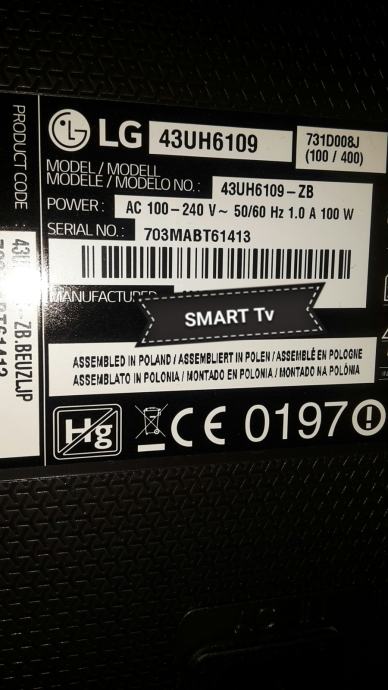 LG 43UH6109
731D008J
(100 / 400)
MODEL / MODELL
MODÈLE / MODELO NO.: 43UH6109-ZB
POWER: AC 100-240 V~ 50/60 Hz 1.0 A 100 W
SERIAL NO.: 703MABT61413
MANUFACTURED
SMART Tv
ASSEMBLED IN POLAND / ASSEMBLIERT IN POLEN / ASSEMBLÉ EN POLOGNE
ASSEMBLATO IN POLONIA / MONTADO EN POLONIA / MONTADO NA POLÔNIA
Hg CE 0197
PRODUCT CODE
ZB.BEUZLJP